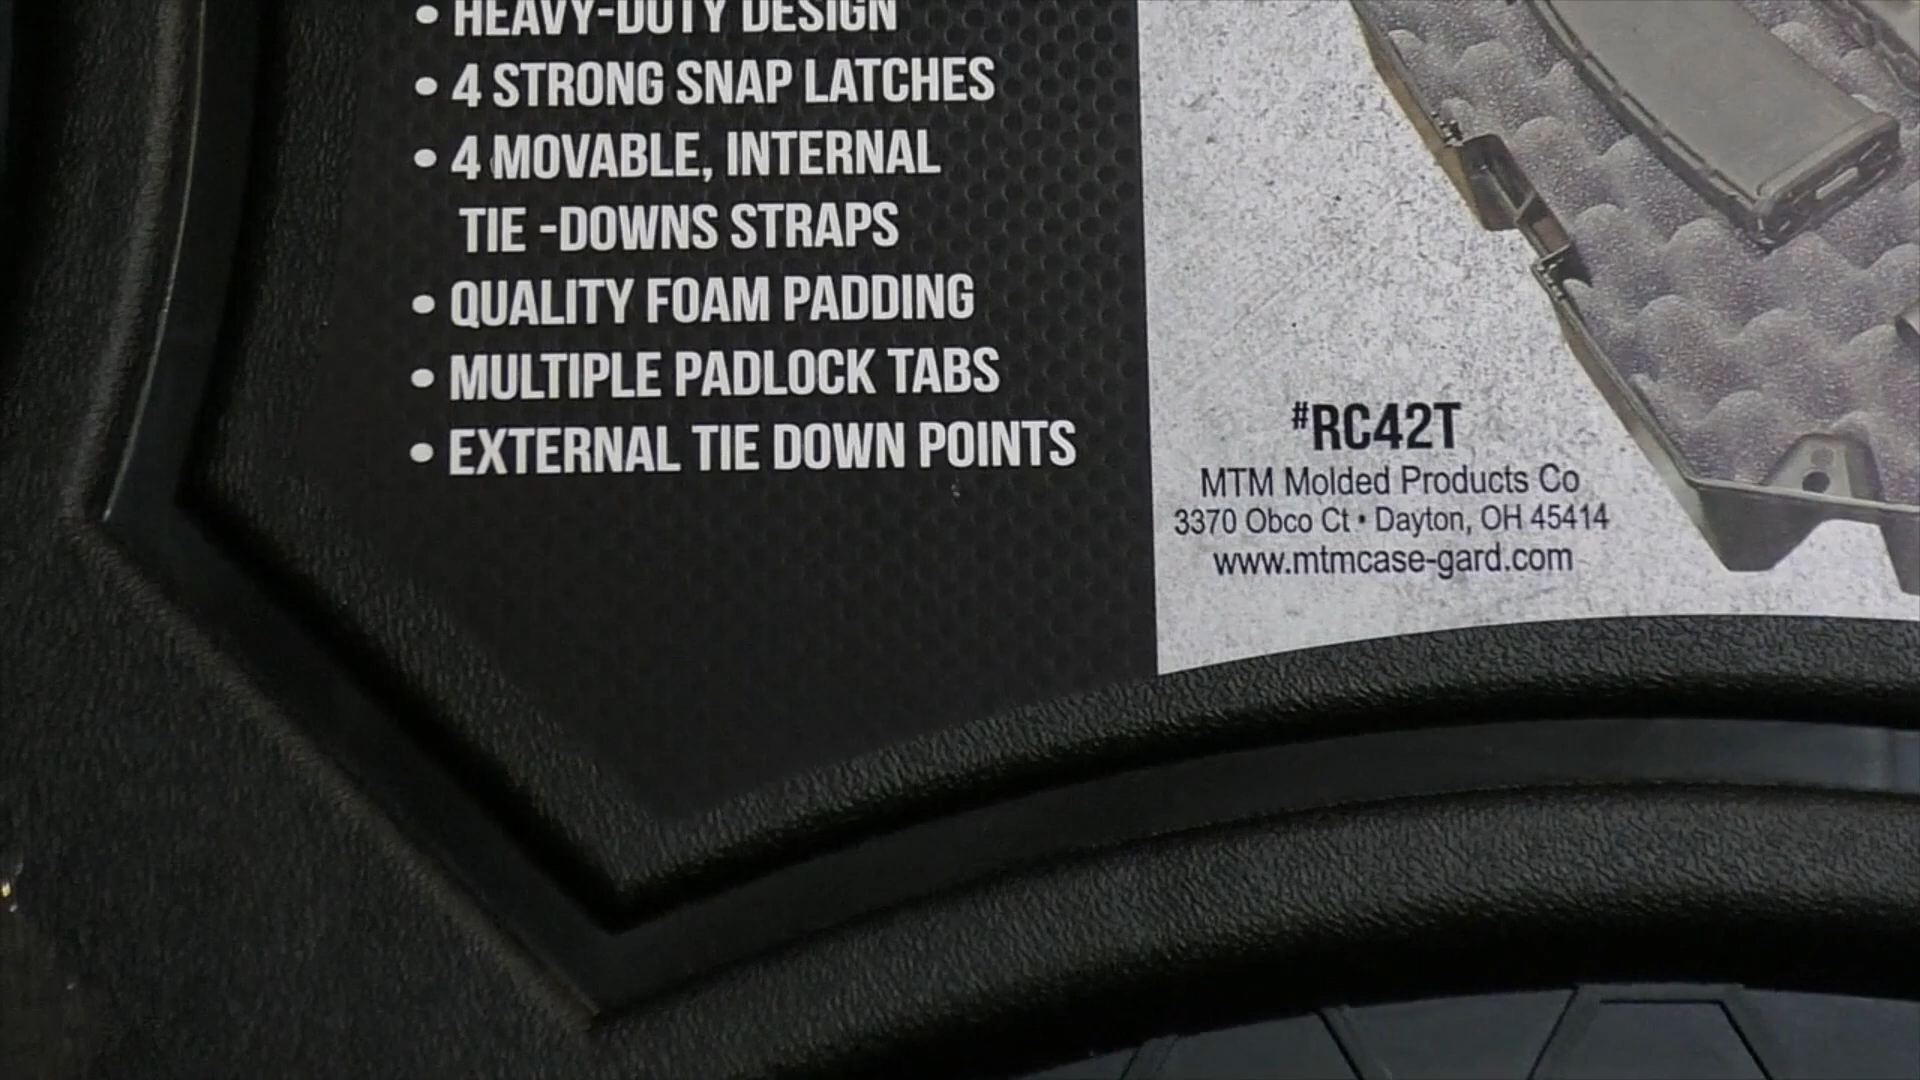 • HEAVY-DUTY DESIGN
• 4 STRONG SNAP LATCHES
• 4 MOVABLE, INTERNAL
TIE -DOWNS STRAPS
• QUALITY FOAM PADDING
• MULTIPLE PADLOCK TABS
• EXTERNAL TIE DOWN POINTS
#RC42T
MTM Molded Products Co
3370 Obco Ct • Dayton, OH 45414
www.mtmcase-gard.com